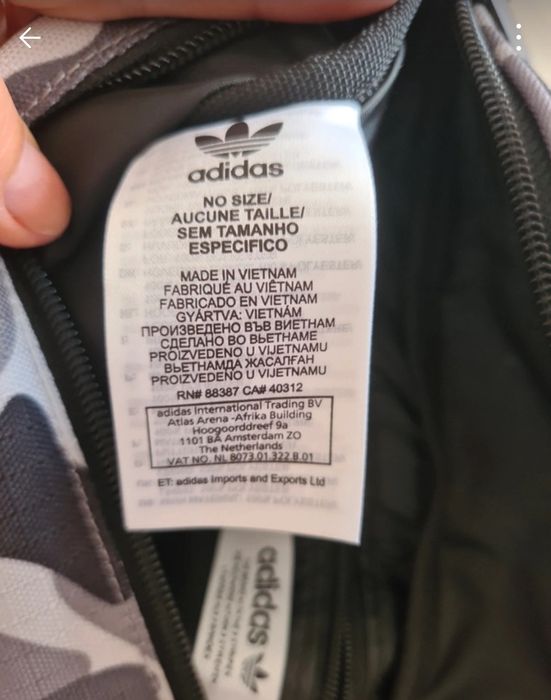 adidas
NO SIZE/
AUCUNE TAILLE/
SEM TAMANHO
ESPECIFICO
MADE IN VIETNAM
FABRIQUÉ AU VIÊTNAM
FABRICADO EN VIETNAM
GYÁRTVA: VIETNÁM
ПРОИЗВЕДЕНО ВЪВ ВИЕТНАМ
СДЕЛАНО ВО ВЬЕТНАМЕ
PROIZVEDENO U VIJETNAMU
ВЬЕТНАМДА ЖАСАЛҒАН
PROIZVEDENO U VIJETNAMU
RN# 88387 CA# 40312
adidas International Trading BV
Atlas Arena -Afrika Building
Hoogoorddreef 9a
1101 BA Amsterdam ZO
The Netherlands
VAT NO. NL 8073.01.322.B.01
ET: adidas Imports and Exports Ltd
adidas